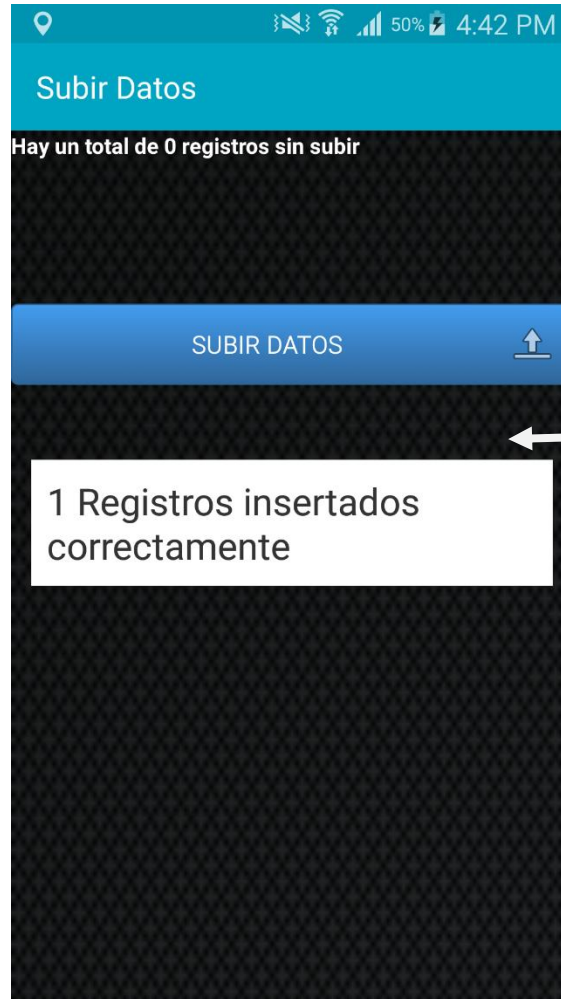 50% 4:42 PM
Subir Datos
Hay un total de 0 registros sin subir
SUBIR DATOS
1 Registros insertados
correctamente